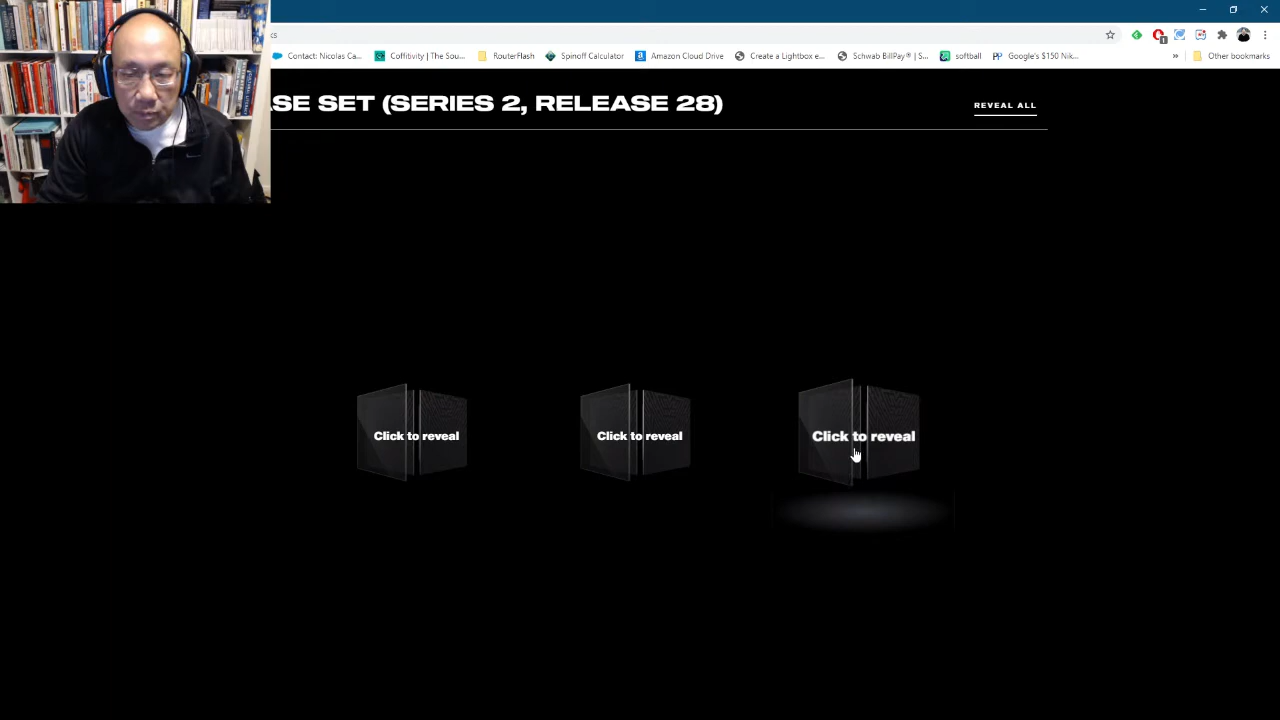 ks
Contact: Nicolas Ca...
Coffitivity | The Sou...
RouterFlash
Spinoff Calculator
Amazon Cloud Drive
Create a Lightbox e...
Schwab BillPay® | S...
softball
Google's $150 Nik...
»
Other bookmarks
ASE SET (SERIES 2, RELEASE 28)
REVEAL ALL
Click to reveal
Click to reveal
Click to reveal